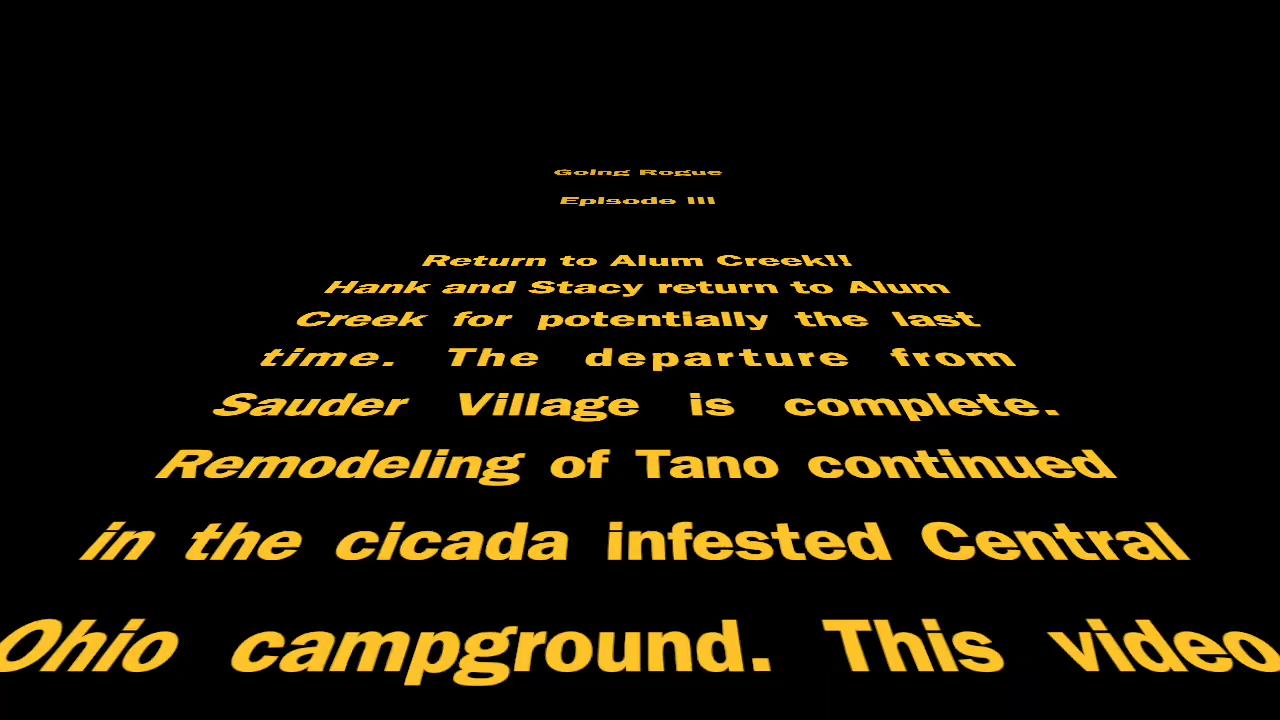 Going Rogue
Episode III
Return to Alum Creek!!
Hank and Stacy return to Alum
Creek for potentially the last
time. The departure from
Sauder Village is complete.
Remodeling of Tano continued
in the cicada infested Central
Ohio campground. This video